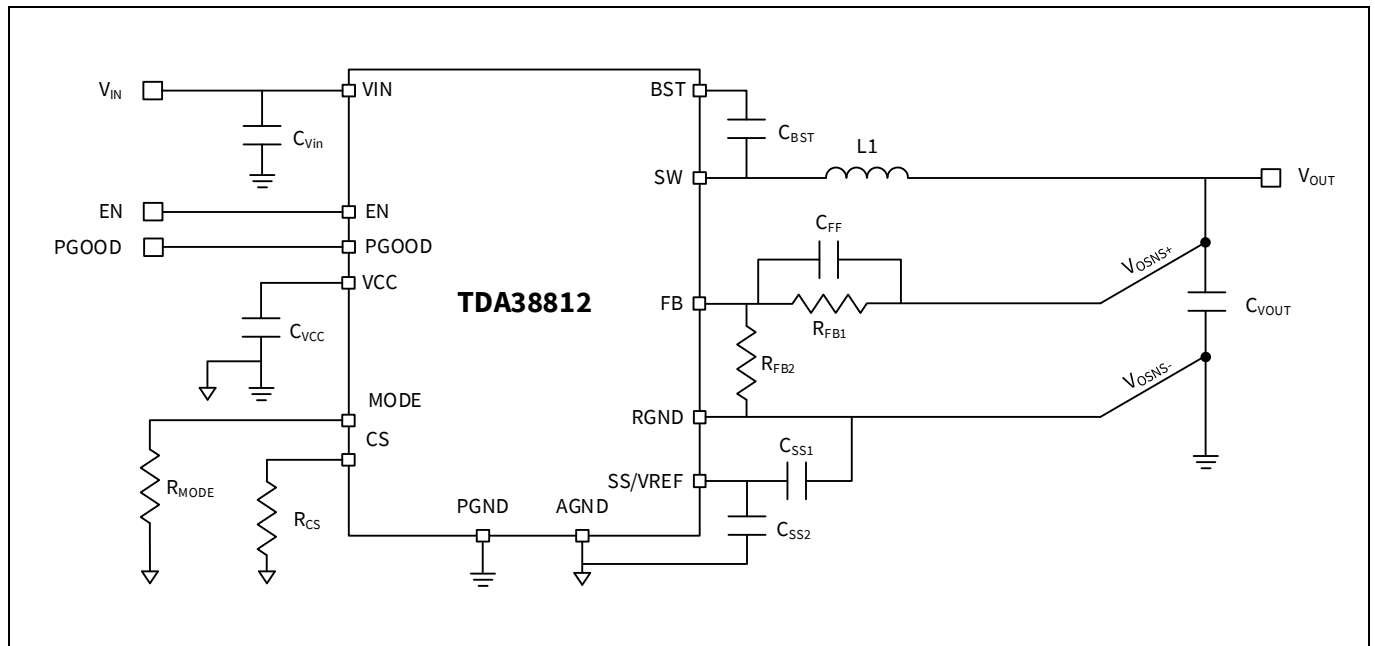 VIN
VIN
CVin
EN
EN
PGOOD
PGOOD
VCC
CVCC
MODE
CS
RMODE
RCS
PGND
AGND
TDA38812
BST
CBST
SW
L1
VOUT
CFF
FB
RFB1
RFB2
VOSNS+
CVOUT
VOSNS-
RGND
CSS1
SS/VREF
CSS2